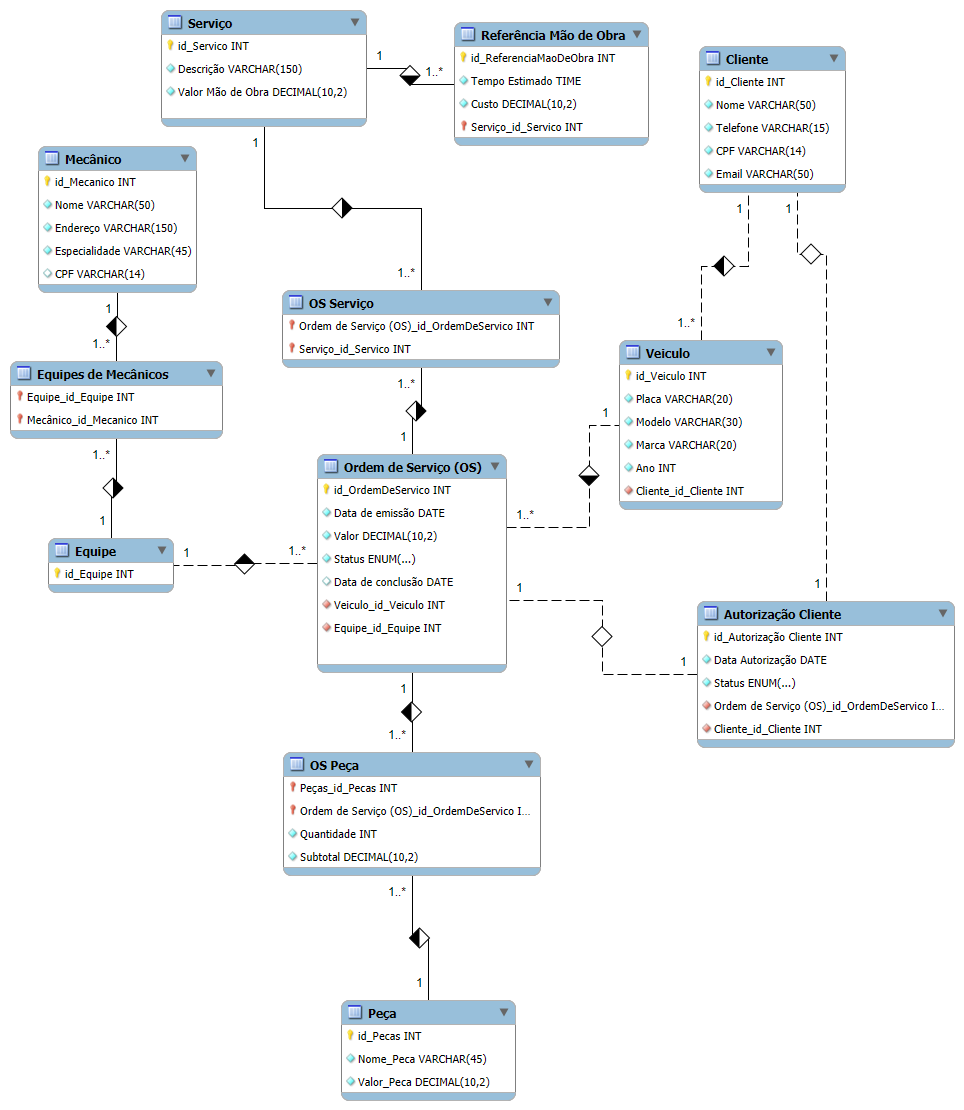 Serviço
id_Servico INT
Descrição VARCHAR(150)
Valor Mão de Obra DECIMAL(10,2)
1
1..*
Referência Mão de Obra
id_ReferenciaMaoDeObra INT
Tempo Estimado TIME
Custo DECIMAL(10,2)
Serviço_id_Servico INT
Cliente
id_Cliente INT
Nome VARCHAR(50)
Telefone VARCHAR(15)
CPF VARCHAR(14)
Email VARCHAR(50)
1
1
1
1..*
Mecânico
id_Mecanico INT
Nome VARCHAR(50)
Endereço VARCHAR(150)
Especialidade VARCHAR(45)
CPF VARCHAR(14)
1
1..*
OS Serviço
Ordem de Serviço (OS)_id_OrdemDeServico INT
Serviço_id_Servico INT
1..*
1
1..*
Veiculo
id_Veiculo INT
Placa VARCHAR(20)
Modelo VARCHAR(30)
Marca VARCHAR(20)
Ano INT
Cliente_id_Cliente INT
1
1..*
Equipes de Mecânicos
Equipe_id_Equipe INT
Mecânico_id_Mecanico INT
1..*
1
Ordem de Serviço (OS)
id_OrdemDeServico INT
Data de emissão DATE
Valor DECIMAL(10,2)
Status ENUM(...)
Data de conclusão DATE
Veiculo_id_Veiculo INT
Equipe_id_Equipe INT
Equipe
id_Equipe INT
1
1..*
1
1
1
Autorização Cliente
id_Autorização Cliente INT
Data Autorização DATE
Status ENUM(...)
Ordem de Serviço (OS)_id_OrdemDeServico I...
Cliente_id_Cliente INT
1
1..*
OS Peça
Peças_id_Pecas INT
Ordem de Serviço (OS)_id_OrdemDeServico I...
Quantidade INT
Subtotal DECIMAL(10,2)
1..*
1
Peça
id_Pecas INT
Nome_Peca VARCHAR(45)
Valor_Peca DECIMAL(10,2)